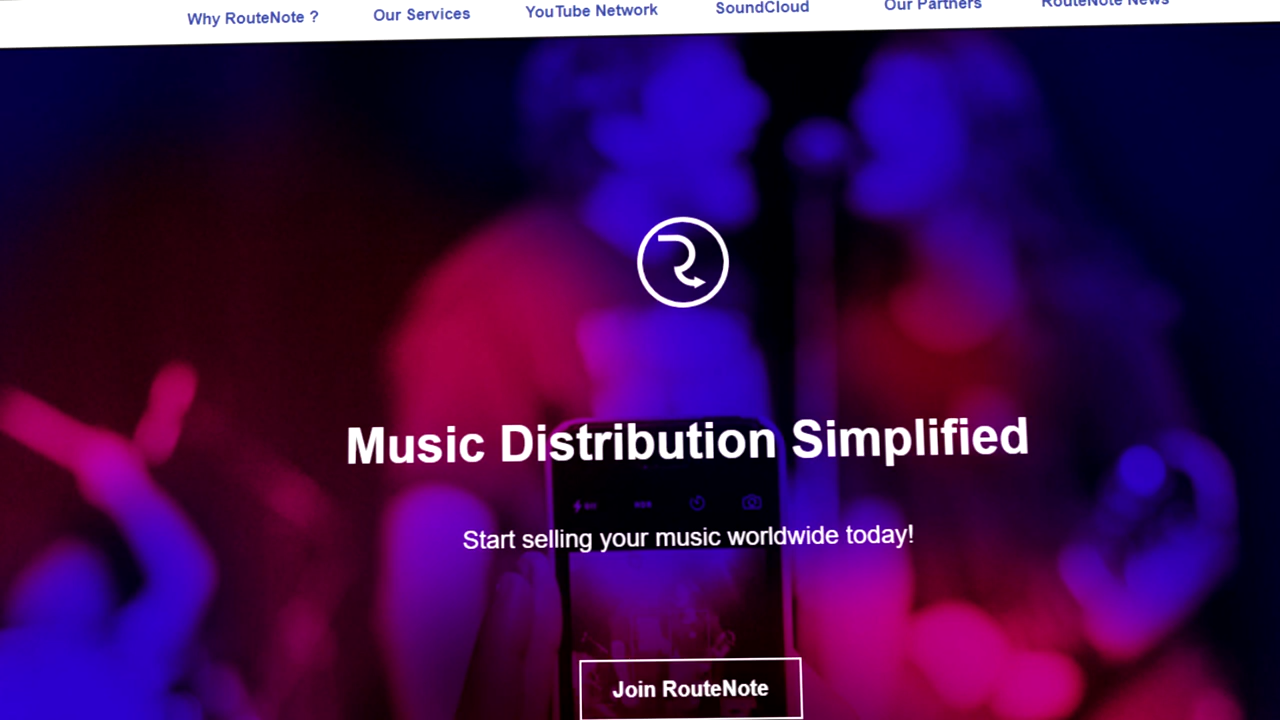 Why RouteNote ?
Our Services
YouTube Network
SoundCloud
Our Partners
RouteNote News
Music Distribution Simplified
Start selling your music worldwide today!
Join RouteNote